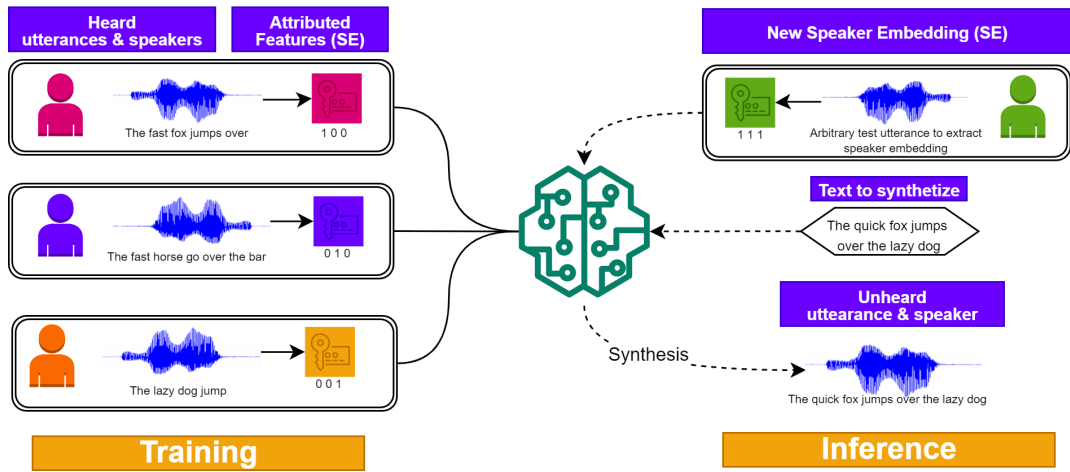 Heard
utterances & speakers
Attributed
Features (SE)
The fast fox jumps over
1 0 0
The fast horse go over the bar
0 1 0
The lazy dog jump
0 0 1
Training
New Speaker Embedding (SE)
1 1 1
Arbitrary test utterance to extract
speaker embedding
Text to synthetize
The quick fox jumps
over the lazy dog
Unheard
uttearance & speaker
Synthesis
The quick fox jumps over the lazy dog
Inference